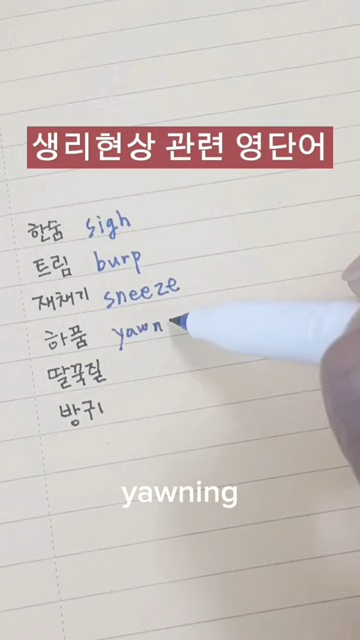 생리현상 관련 영단어
한숨 sigh
트림 burp
재채기 sneeze
하품 yawn
딸꾹질
방귀
yawning